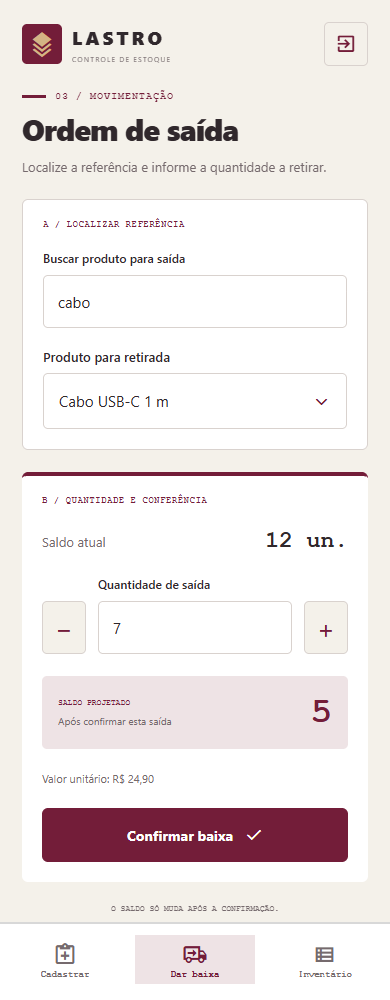 LASTRO
CONTROLE DE ESTOQUE
03 / MOVIMENTAÇÃO
Ordem de saída
Localize a referência e informe a quantidade a retirar.
A / LOCALIZAR REFERÊNCIA
Buscar produto para saída
cabo
Produto para retirada
Cabo USB-C 1 m
B / QUANTIDADE E CONFERÊNCIA
Saldo atual
12 un.
Quantidade de saída
−
7
+
SALDO PROJETADO
Após confirmar esta saída
5
Valor unitário: R$ 24,90
Confirmar baixa
O SALDO SÓ MUDA APÓS A CONFIRMAÇÃO.
Cadastrar
Dar baixa
Inventário